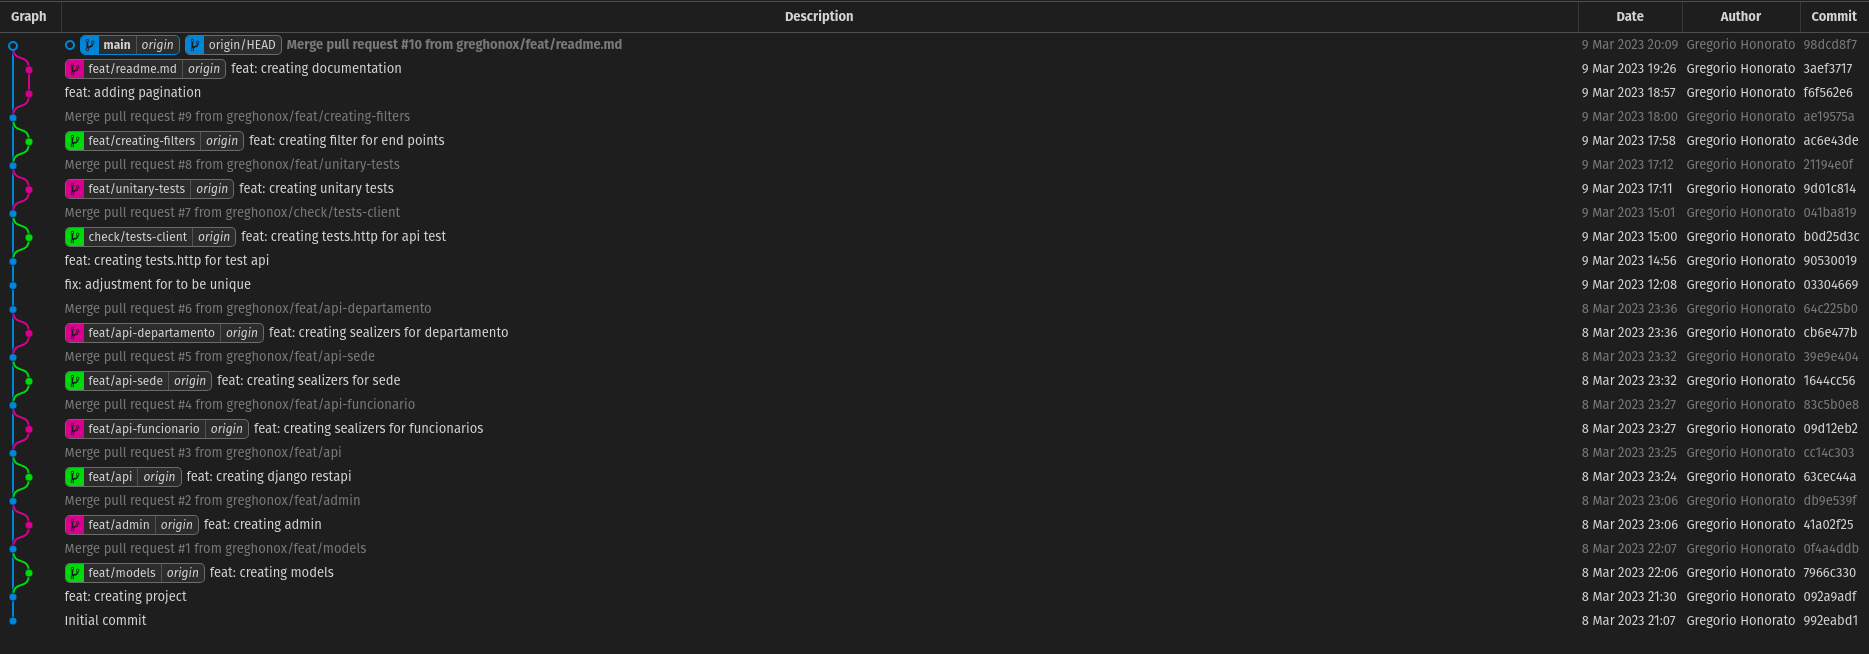 Graph Description Date Author Commit
main origin origin/HEAD Merge pull request #10 from greghonox/feat/readme.md 9 Mar 2023 20:09 Gregorio Honorato 98dcd8f7
feat/readme.md origin feat: creating documentation 9 Mar 2023 19:26 Gregorio Honorato 3aef3717
feat: adding pagination 9 Mar 2023 18:57 Gregorio Honorato f6f562e6
Merge pull request #9 from greghonox/feat/creating-filters 9 Mar 2023 18:00 Gregorio Honorato ae19575a
feat/creating-filters origin feat: creating filter for end points 9 Mar 2023 17:58 Gregorio Honorato ac6e43de
Merge pull request #8 from greghonox/feat/unitary-tests 9 Mar 2023 17:12 Gregorio Honorato 21194e0f
feat/unitary-tests origin feat: creating unitary tests 9 Mar 2023 17:11 Gregorio Honorato 9d01c814
Merge pull request #7 from greghonox/check/tests-client 9 Mar 2023 15:01 Gregorio Honorato 041ba819
check/tests-client origin feat: creating tests.http for api test 9 Mar 2023 15:00 Gregorio Honorato b0d25d3c
feat: creating tests.http for test api 9 Mar 2023 14:56 Gregorio Honorato 90530019
fix: adjustment for to be unique 9 Mar 2023 12:08 Gregorio Honorato 03304669
Merge pull request #6 from greghonox/feat/api-departamento 8 Mar 2023 23:36 Gregorio Honorato 64c225b0
feat/api-departamento origin feat: creating sealizers for departamento 8 Mar 2023 23:36 Gregorio Honorato cb6e477b
Merge pull request #5 from greghonox/feat/api-sede 8 Mar 2023 23:32 Gregorio Honorato 39e9e404
feat/api-sede origin feat: creating sealizers for sede 8 Mar 2023 23:32 Gregorio Honorato 1644cc56
Merge pull request #4 from greghonox/feat/api-funcionario 8 Mar 2023 23:27 Gregorio Honorato 83c5b0e8
feat/api-funcionario origin feat: creating sealizers for funcionarios 8 Mar 2023 23:27 Gregorio Honorato 09d12eb2
Merge pull request #3 from greghonox/feat/api 8 Mar 2023 23:25 Gregorio Honorato cc14c303
feat/api origin feat: creating django restapi 8 Mar 2023 23:24 Gregorio Honorato 63cec44a
Merge pull request #2 from greghonox/feat/admin 8 Mar 2023 23:06 Gregorio Honorato db9e539f
feat/admin origin feat: creating admin 8 Mar 2023 23:06 Gregorio Honorato 41a02f25
Merge pull request #1 from greghonox/feat/models 8 Mar 2023 22:07 Gregorio Honorato 0f4a4ddb
feat/models origin feat: creating models 8 Mar 2023 22:06 Gregorio Honorato 7966c330
feat: creating project 8 Mar 2023 21:30 Gregorio Honorato 092a9adf
Initial commit 8 Mar 2023 21:07 Gregorio Honorato 992eabd1